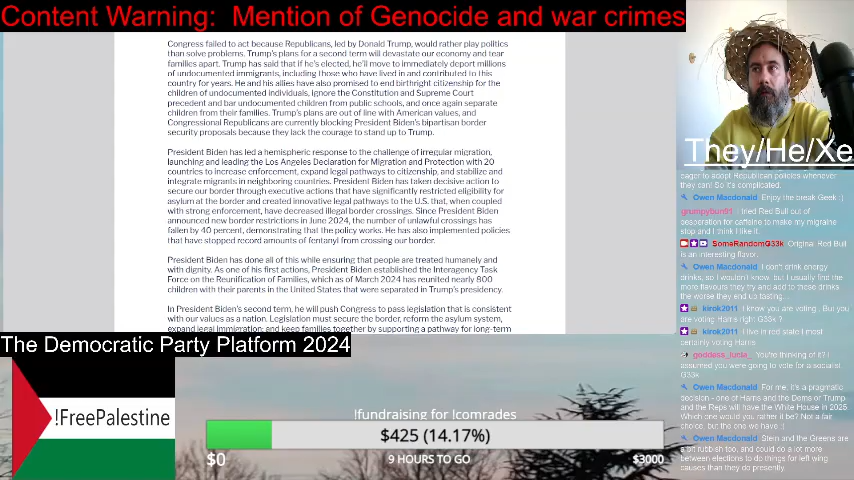 Content Warning:  Mention of Genocide and war crimes
Congress failed to act because Republicans, led by Donald Trump, would rather play politics
than solve problems. Trump's plans for a second term will devastate our economy and tear
families apart. Trump has said that if he's elected, he'll move to immediately deport millions
of undocumented immigrants, including those who have lived in and contributed to this
country for years. He and his allies have also promised to end birthright citizenship for the
children of undocumented individuals, ignore the Constitution and Supreme Court
precedent and bar undocumented children from public schools, and once again separate
children from their families. Trump's plans are out of line with American values, and
Congressional Republicans are currently blocking President Biden's bipartisan border
security proposals because they lack the courage to stand up to Trump.
President Biden has led a hemispheric response to the challenge of irregular migration,
launching and leading the Los Angeles Declaration for Migration and Protection with 20
countries to increase enforcement, expand legal pathways to citizenship, and stabilize and
integrate migrants in neighboring countries. President Biden has taken decisive action to
secure our border through executive actions that have significantly restricted eligibility for
asylum at the border and created innovative legal pathways to the U.S. that, when coupled
with strong enforcement, have decreased illegal border crossings. Since President Biden
announced new border restrictions in June 2024, the number of unlawful crossings has
fallen by 40 percent, demonstrating that the policy works. He has also implemented policies
that have stopped record amounts of fentanyl from crossing our border.
President Biden has done all of this while ensuring that people are treated humanely and
with dignity. As one of his first actions, President Biden established the Interagency Task
Force on the Reunification of Families, which as of March 2024 has reunited nearly 800
children with their parents in the United States that were separated in Trump's presidency.
In President Biden's second term, he will push Congress to pass legislation that is consistent
with our values as a nation. Legislation must secure the border, reform the asylum system,
expand legal immigration; and keep families together by supporting a pathway for long-term
The Democratic Party Platform 2024
!FreePalestine
!fundraising for !comrades
$425 (14.17%)
$0
9 HOURS TO GO
$3000
They/He/Xe
eager to adopt Republican policies whenever
they can! So it's complicated.
Owen Macdonald: Enjoy the break Geek :)
grumpybunfri: I tried Red Bull out of
desperation for caffeine to make my migraine
stop and I think I like it.
SomeRandomG33k: Original Red Bull
is an interesting flavor.
Owen Macdonald: I don't drink energy
drinks, so I wouldn't know, but I usually find the
more flavours they try and add to these drinks
the worse they end up tasting...
kirok2011: I know you are voting . But you
are voting Harris right G33k ?
kirok2011: I live in red state I most
certainly voting Harris
goddess_lucia_: You're thinking of it? I
assumed you were going to vote for a socialist
G33k
Owen Macdonald: For me, it's a pragmatic
decision - one of Harris and the Dems or Trump
and the Reps will have the White House in 2025
Which one would you rather it be? Not a fair
choice, but the one we have :(
Owen Macdonald: Stein and the Greens are
a bit rubbish too, and could do a lot more
between elections to do things for left wing
causes than they do presently.